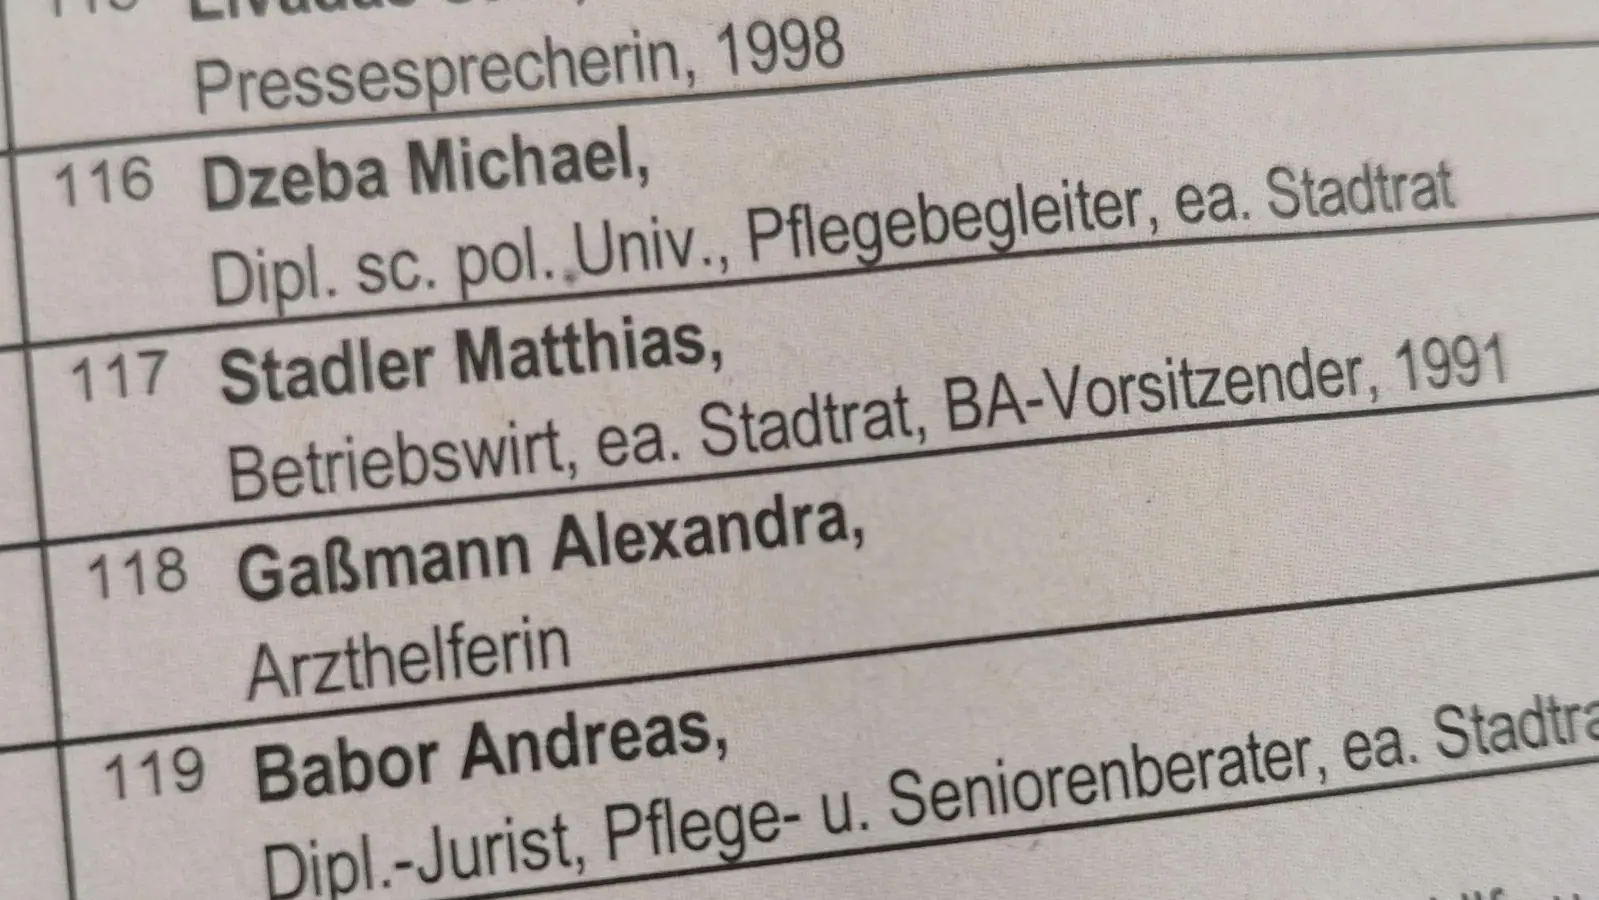 Pressesprecherin, 1998
116 Dzeba Michael,
Dipl. sc. pol. Univ., Pflegebegleiter, ea. Stadtrat
117 Stadler Matthias,
Betriebswirt, ea. Stadtrat, BA-Vorsitzender, 1991
118 Gaßmann Alexandra,
Arzthelferin
119 Babor Andreas,
Dipl.-Jurist, Pflege- u. Seniorenberater, ea. Stadtra